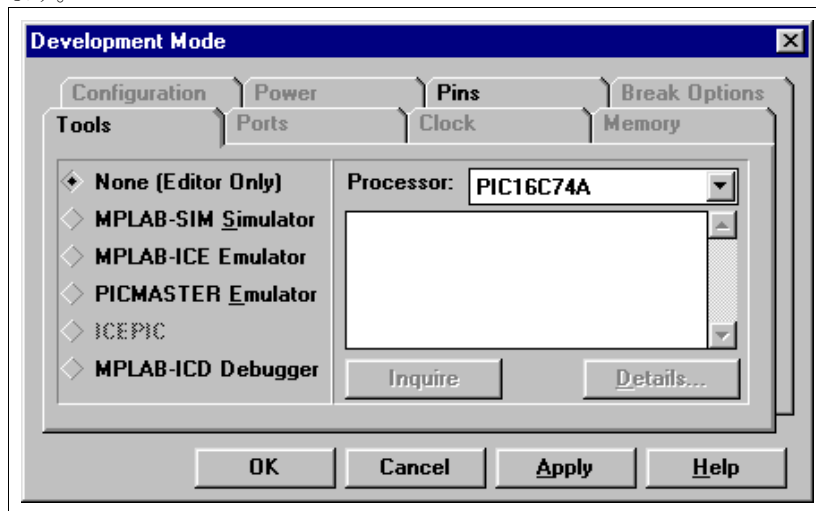 Development Mode
Configuration Power Pins Break Options
Tools Ports Clock Memory
None (Editor Only) Processor: PIC16C74A
MPLAB-SIM Simulator
MPLAB-ICE Emulator
PICMASTER Emulator
ICEPIC
MPLAB-ICD Debugger Inquire Details...
OK Cancel Apply Help